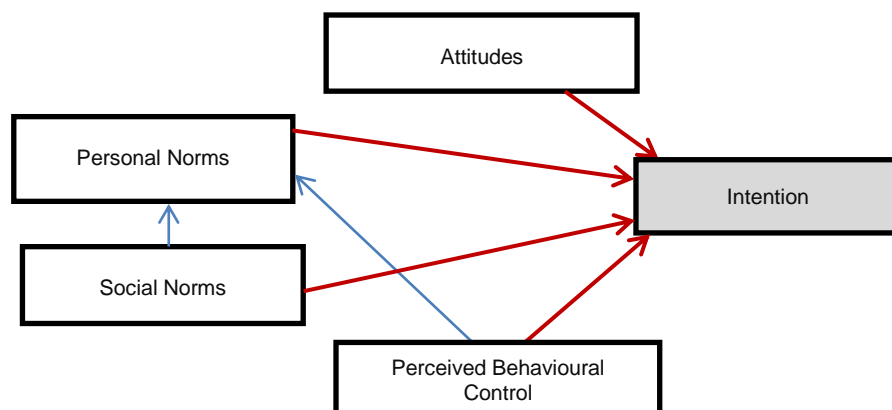 Attitudes
Personal Norms
Intention
Social Norms
Perceived Behavioural
Control